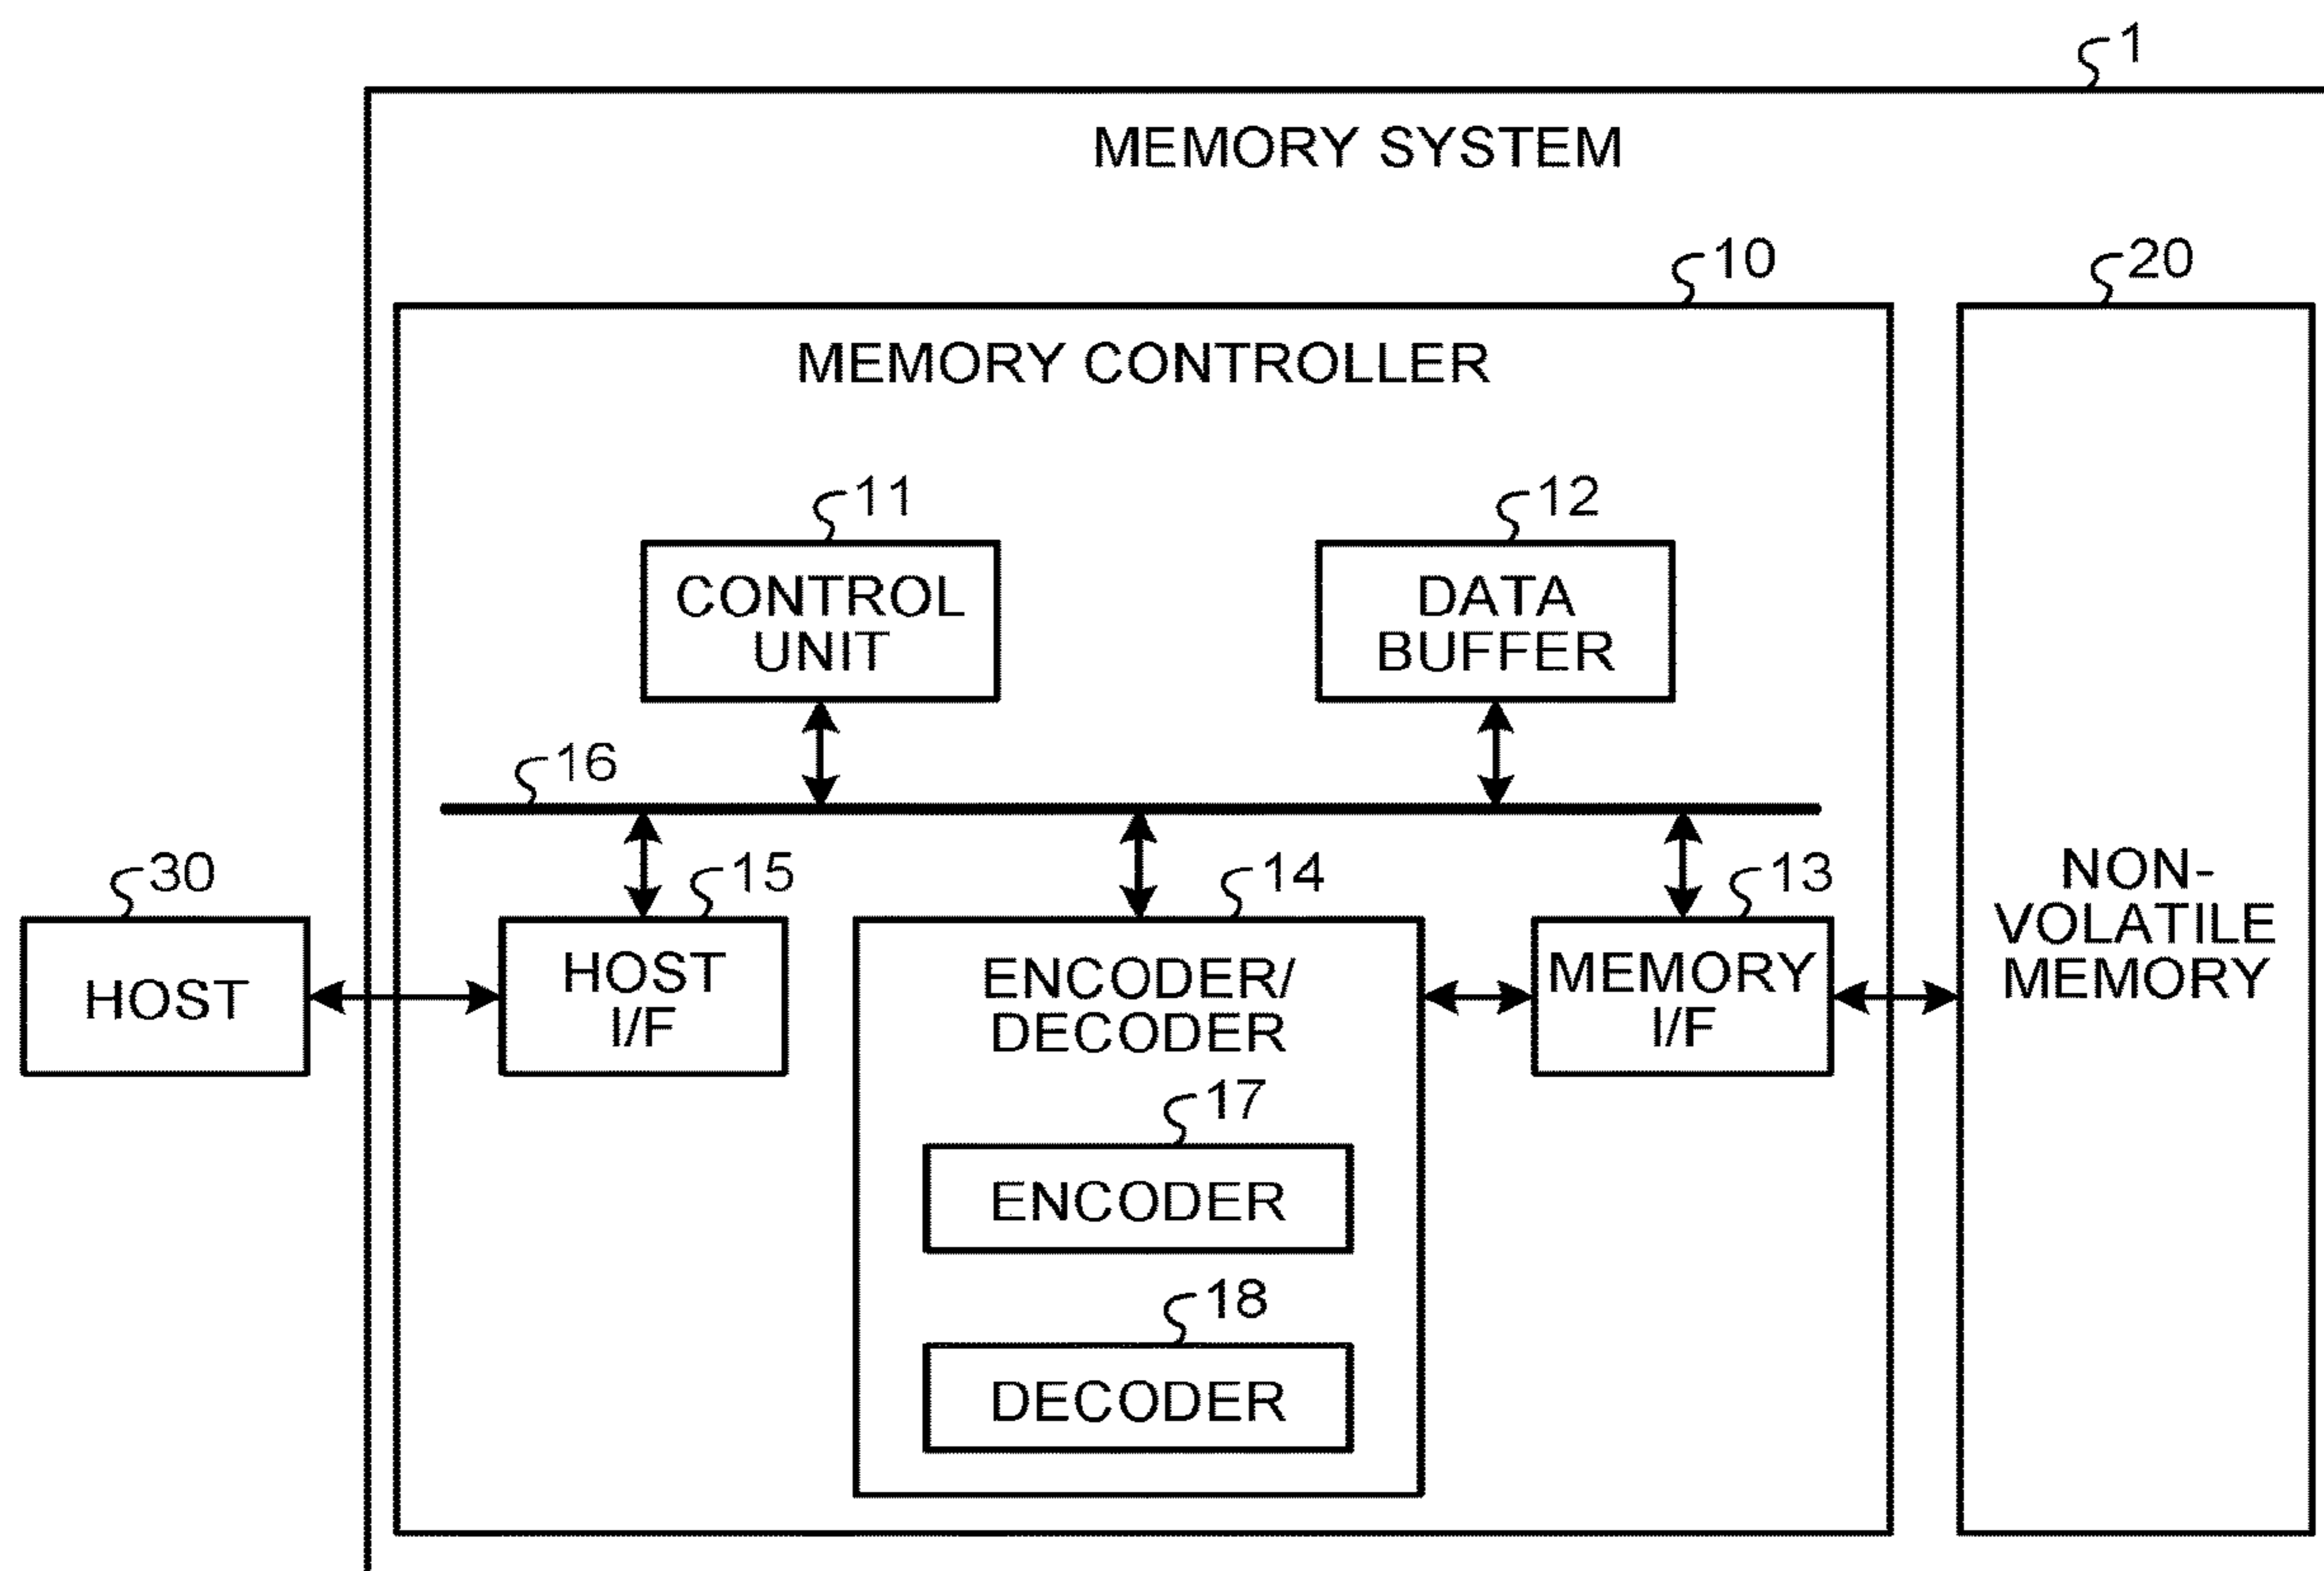 1
MEMORY SYSTEM
10
20
MEMORY CONTROLLER
11
12
CONTROL
UNIT
DATA
BUFFER
16
30
15
14
13
HOST
HOST
I/F
ENCODER/
DECODER
MEMORY
I/F
NON-
VOLATILE
MEMORY
17
ENCODER
18
DECODER